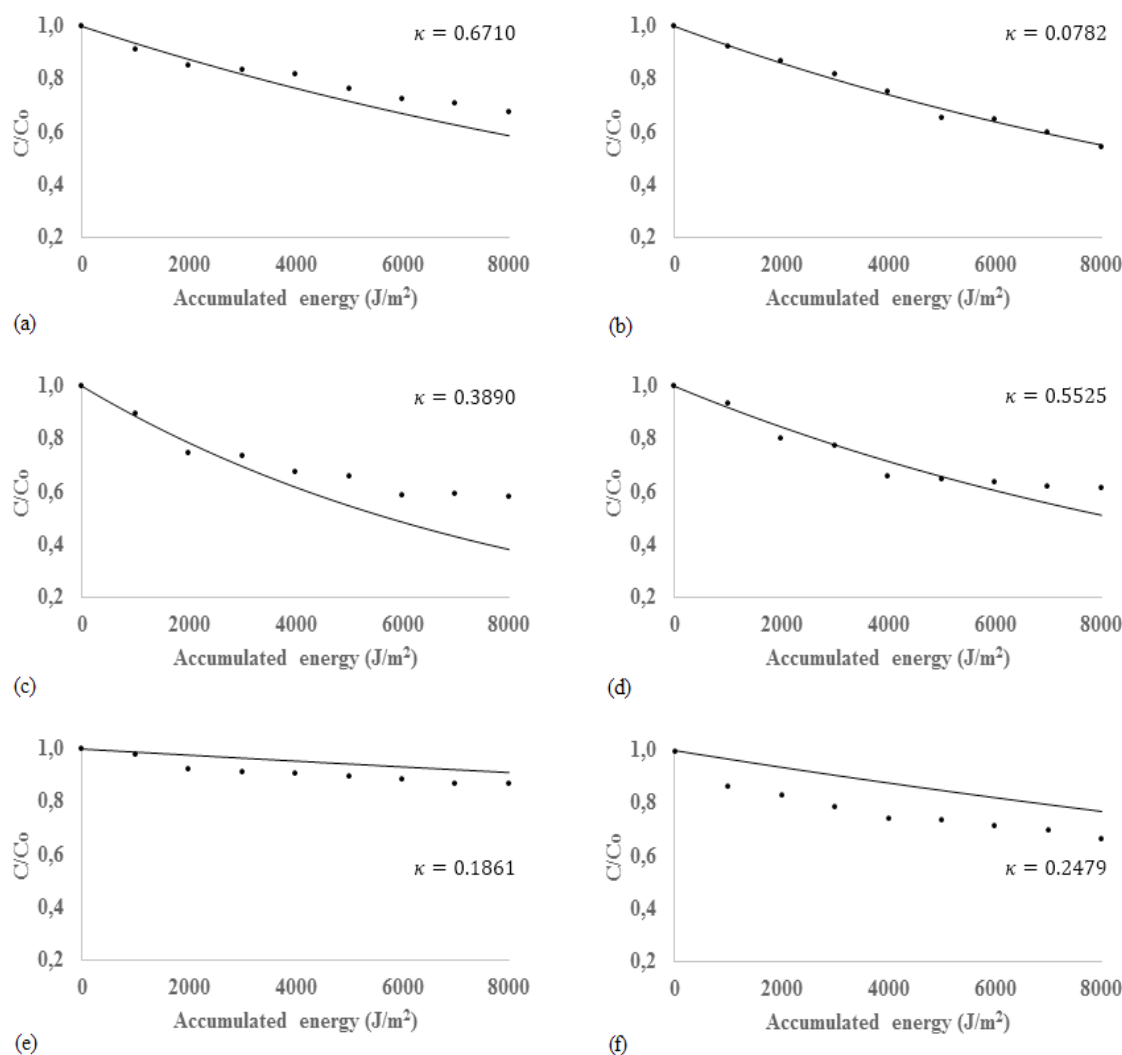 κ = 0.6710
1,0
0,8
0,6
0,4
0,2
C/Co
0 2000 4000 6000 8000
Accumulated energy (J/m²)
(a)
κ = 0.0782
1,0
0,8
0,6
0,4
0,2
C/Co
0 2000 4000 6000 8000
Accumulated energy (J/m²)
(b)
κ = 0.3890
1,0
0,8
0,6
0,4
0,2
C/Co
0 2000 4000 6000 8000
Accumulated energy (J/m²)
(c)
κ = 0.5525
1,0
0,8
0,6
0,4
0,2
C/Co
0 2000 4000 6000 8000
Accumulated energy (J/m²)
(d)
1,0
0,8
0,6
0,4
0,2
C/Co
κ = 0.1861
0 2000 4000 6000 8000
Accumulated energy (J/m²)
(e)
1,0
0,8
0,6
0,4
0,2
C/Co
κ = 0.2479
0 2000 4000 6000 8000
Accumulated energy (J/m²)
(f)